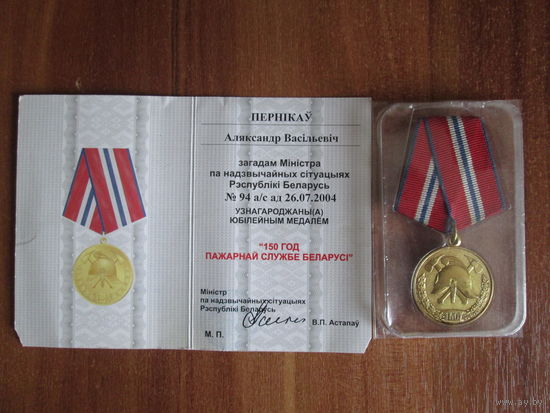 ПЕРНІКАЎ
Аляксандр Васільевіч
загадам Міністра
па надзвычайных сітуацыях
Рэспублікі Беларусь
№ 94 а/с ад 26.07.2004
УЗНАГАРОДЖАНЫ(А)
ЮБІЛЕЙНЫМ МЕДАЛЁМ
"150 ГОД
ПАЖАРНАЙ СЛУЖБЕ БЕЛАРУСІ"
Міністр
па надзвычайных сітуацыях
Рэспублікі Беларусь
В.П. Астапаў
М. П.